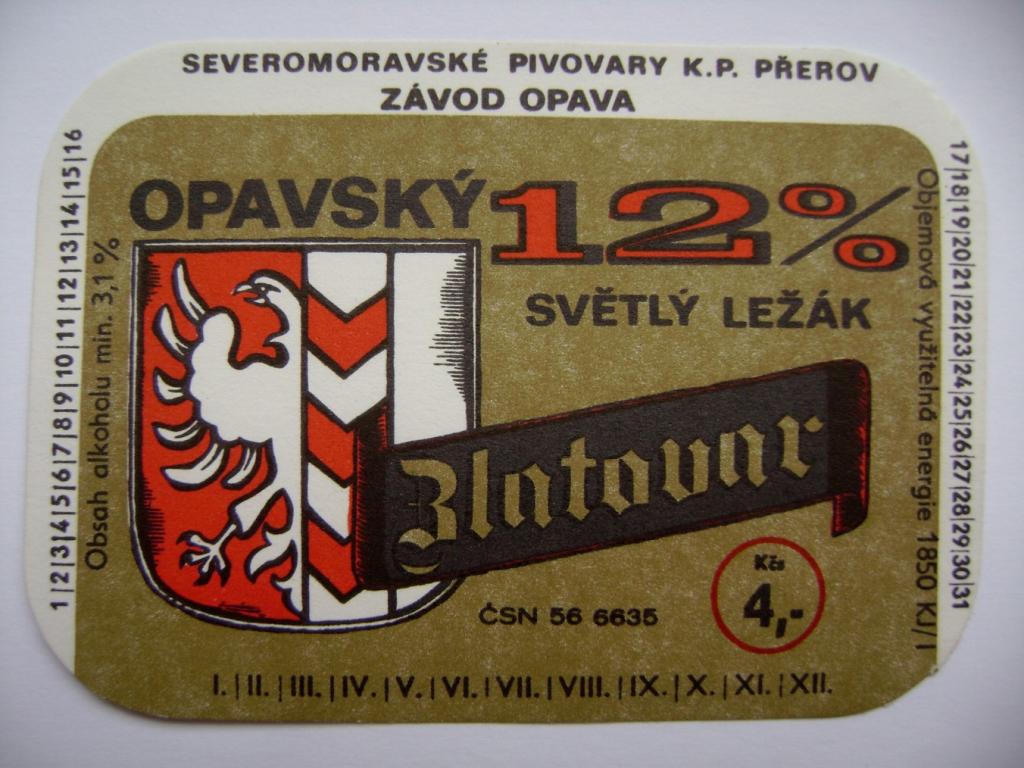 SEVEROMORAVSKÉ PIVOVARY K.P. PŘEROV
ZÁVOD OPAVA
1|2|3|4|5|6|7|8|9|10|11|12|13|14|15|16
Obsah alkoholu min. 3,1 %
OPAVSKÝ 12%
SVĚTLÝ LEŽÁK
Zlatovar
ČSN 56 6635
Kčs
4,-
I.|II.|III.|IV.|V.|VI.|VII.|VIII.|IX.|X.|XI.|XII.
Objemová využitelná energie 1850 KJ/l
17|18|19|20|21|22|23|24|25|26|27|28|29|30|31